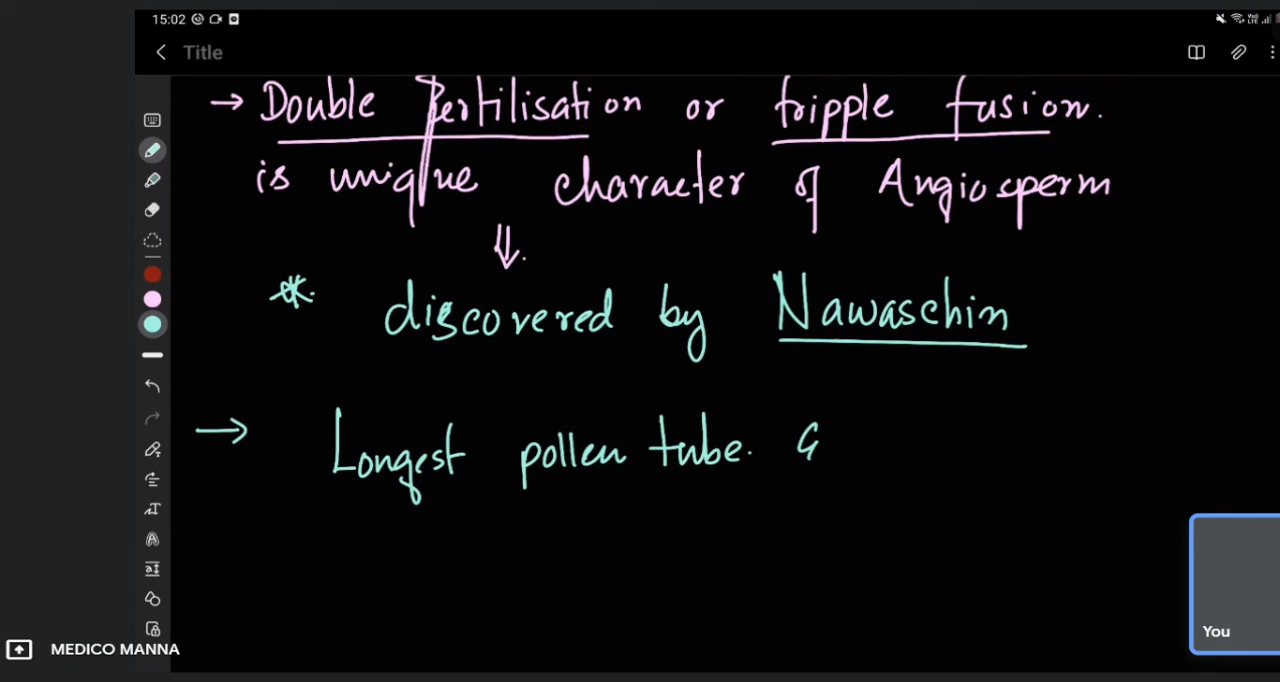 15:02
Title
→ Double fertilisation or tripple fusion.
is unique character of Angiosperm
⇓.
* discovered by Nawaschin
→ Longest pollen tube.
You
MEDICO MANNA